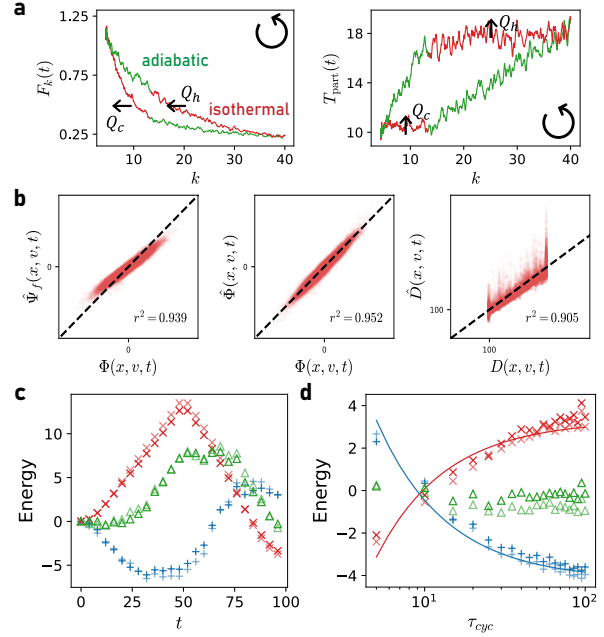 a
1.25
0.75
0.25
F_k(t)
adiabatic
Q_h
isothermal
Q_c
0 10 20 30 40
k
18
14
10
T_part(t)
Q_h
Q_c
10 20 30 40
k
b
0
Ψ̂_f(x, v, t)
r² = 0.939
0
Φ(x, v, t)
0
Φ̂(x, v, t)
r² = 0.952
0
Φ(x, v, t)
100
D̂(x, v, t)
r² = 0.905
100
D(x, v, t)
c
10
5
0
−5
Energy
0 25 50 75 100
t
d
4
2
0
−2
−4
Energy
10¹ 10²
τ_cyc